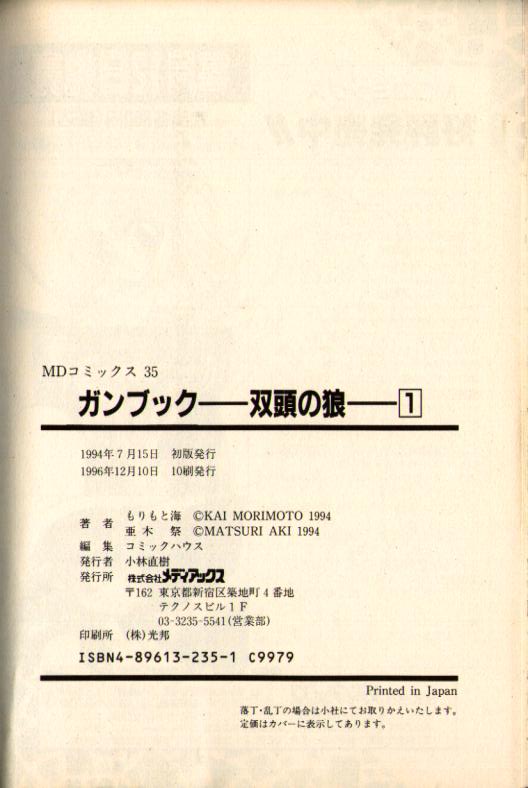 MDコミックス 35
ガンブック――双頭の狼――1
1994年7月15日 初版発行
1996年12月10日 10刷発行
著者 もりもと海 ©KAI MORIMOTO 1994
亜木 祭 ©MATSURI AKI 1994
編集 コミックハウス
発行者 小林直樹
発行所 株式会社メディアックス
〒162 東京都新宿区築地町4番地
テクノスビル1F
03-3235-5541(営業部)
印刷所 (株)光邦
ISBN4-89613-235-1 C9979
Printed in Japan
落丁・乱丁の場合は小社にてお取りかえいたします。
定価はカバーに表示してあります。